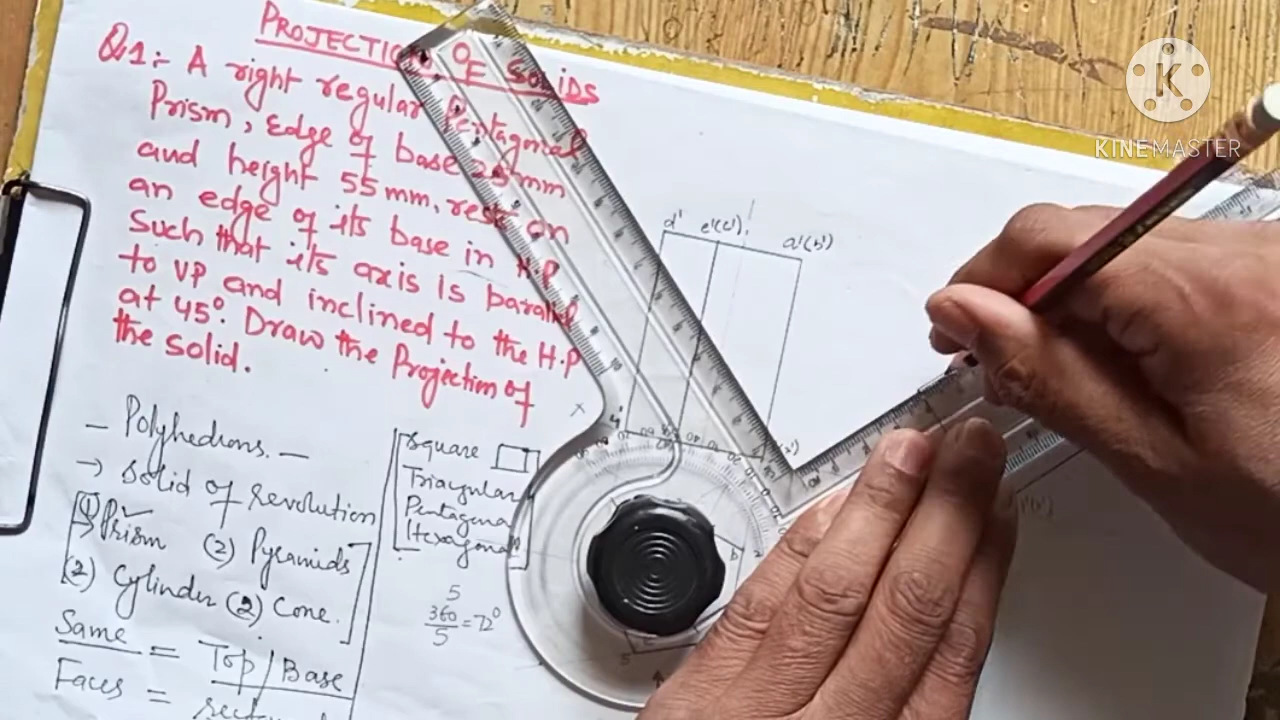 PROJECTION OF SOLIDS
Q1:- A right regular Pentagonal
Prism, Edge of base 25mm
and height 55mm, rests on
an edge of its base in H.P
Such that its axis is parallel
to VP and inclined to the H.P
at 45°. Draw the Projection of
the Solid.
- Polyhedrons. -
→ Solid of revolution
(1) Prism (2) Pyramids
(2) Cylinder (2) Cone.
Same = Top/Base
Faces =
Square
Triangular
Pentagonal
Hexagonal
5
360/5 = 72°
d' e'(c') a'(b')
X
b
KINEMASTER